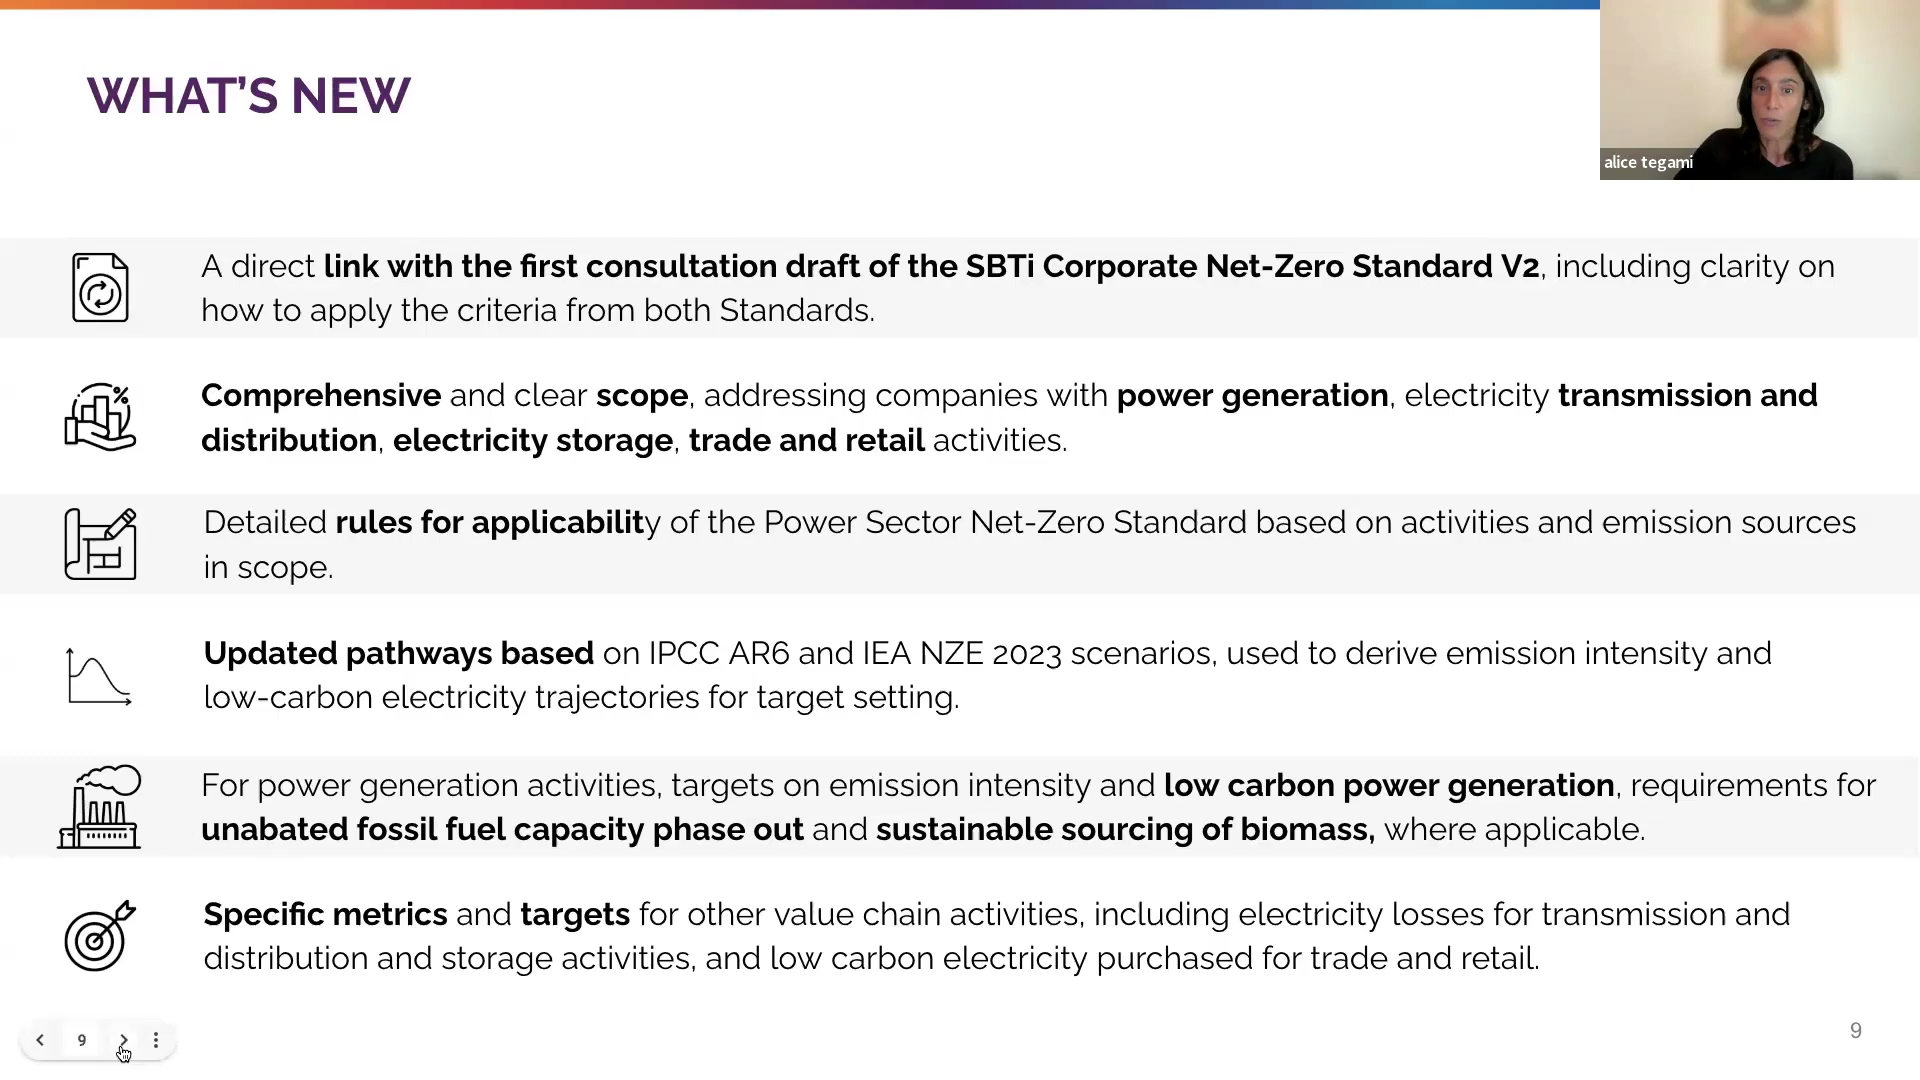 WHAT’S NEW
alice tegami
A direct link with the first consultation draft of the SBTi Corporate Net-Zero Standard V2, including clarity on
how to apply the criteria from both Standards.
%
Comprehensive and clear scope, addressing companies with power generation, electricity transmission and
distribution, electricity storage, trade and retail activities.
Detailed rules for applicability of the Power Sector Net-Zero Standard based on activities and emission sources
in scope.
Updated pathways based on IPCC AR6 and IEA NZE 2023 scenarios, used to derive emission intensity and
low-carbon electricity trajectories for target setting.
For power generation activities, targets on emission intensity and low carbon power generation, requirements for
unabated fossil fuel capacity phase out and sustainable sourcing of biomass, where applicable.
Specific metrics and targets for other value chain activities, including electricity losses for transmission and
distribution and storage activities, and low carbon electricity purchased for trade and retail.
9
9